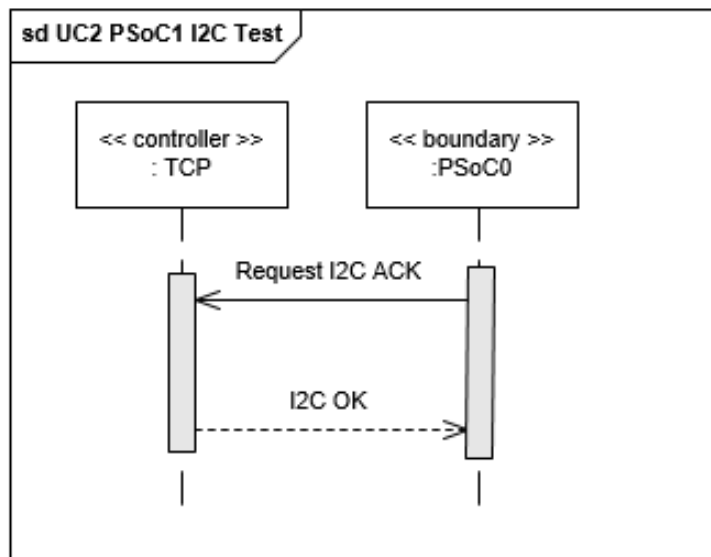 sd UC2 PSoC1 I2C Test
<< controller >>
: TCP
<< boundary >>
:PSoC0
Request I2C ACK
I2C OK